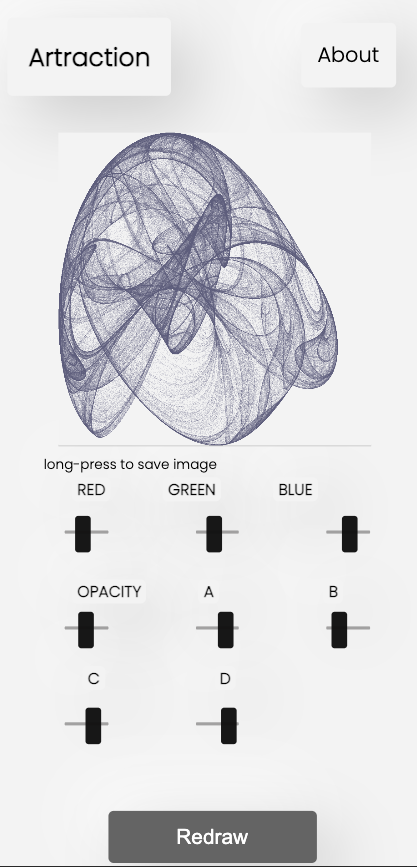 Artraction
About
long-press to save image
RED GREEN BLUE
OPACITY A B
C D
Redraw